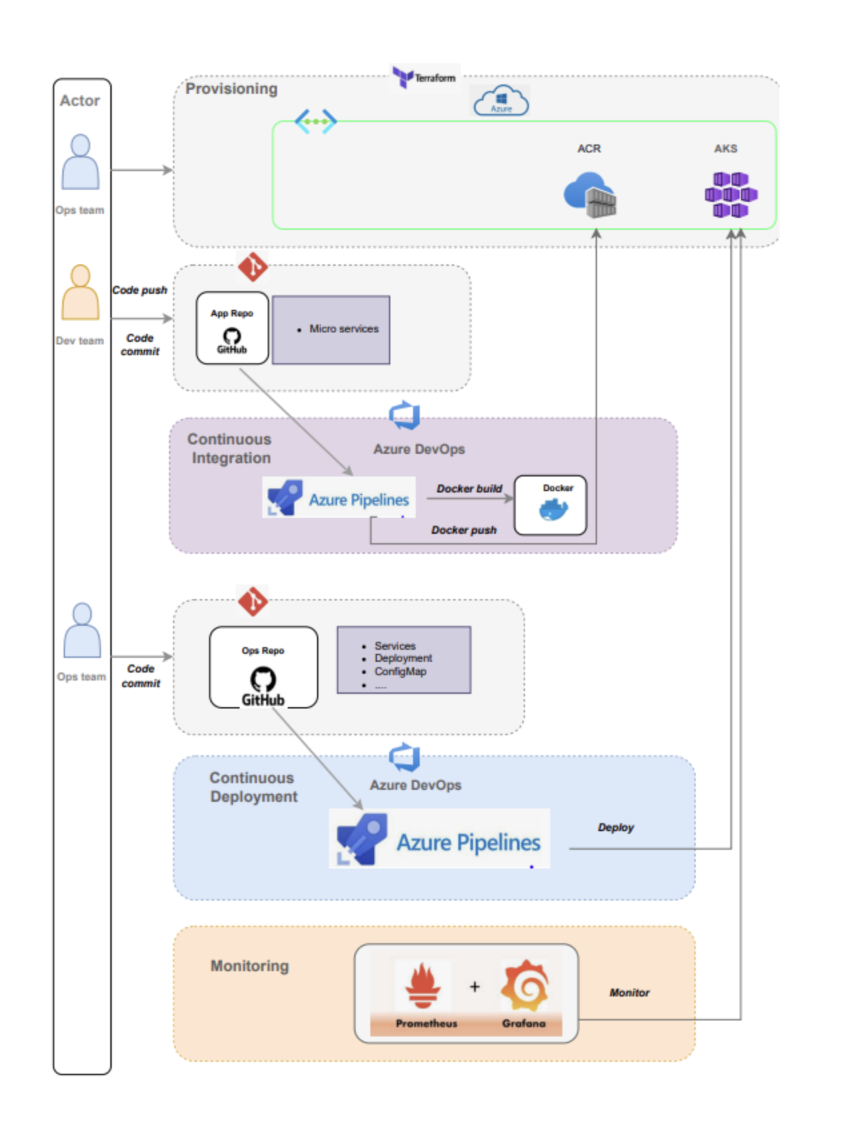 Terraform
Provisioning
Azure
Actor
ACR
AKS
Ops team
Code push
App Repo
GitHub
• Micro services
Dev team
Code
commit
Continuous
Integration
Azure DevOps
Azure Pipelines
Docker build
Docker
Docker push
Ops Repo
GitHub
• Services
• Deployment
• ConfigMap
• ....
Ops team
Code
commit
Continuous
Deployment
Azure DevOps
Azure Pipelines
Deploy
Monitoring
+
Prometheus
Grafana
Monitor